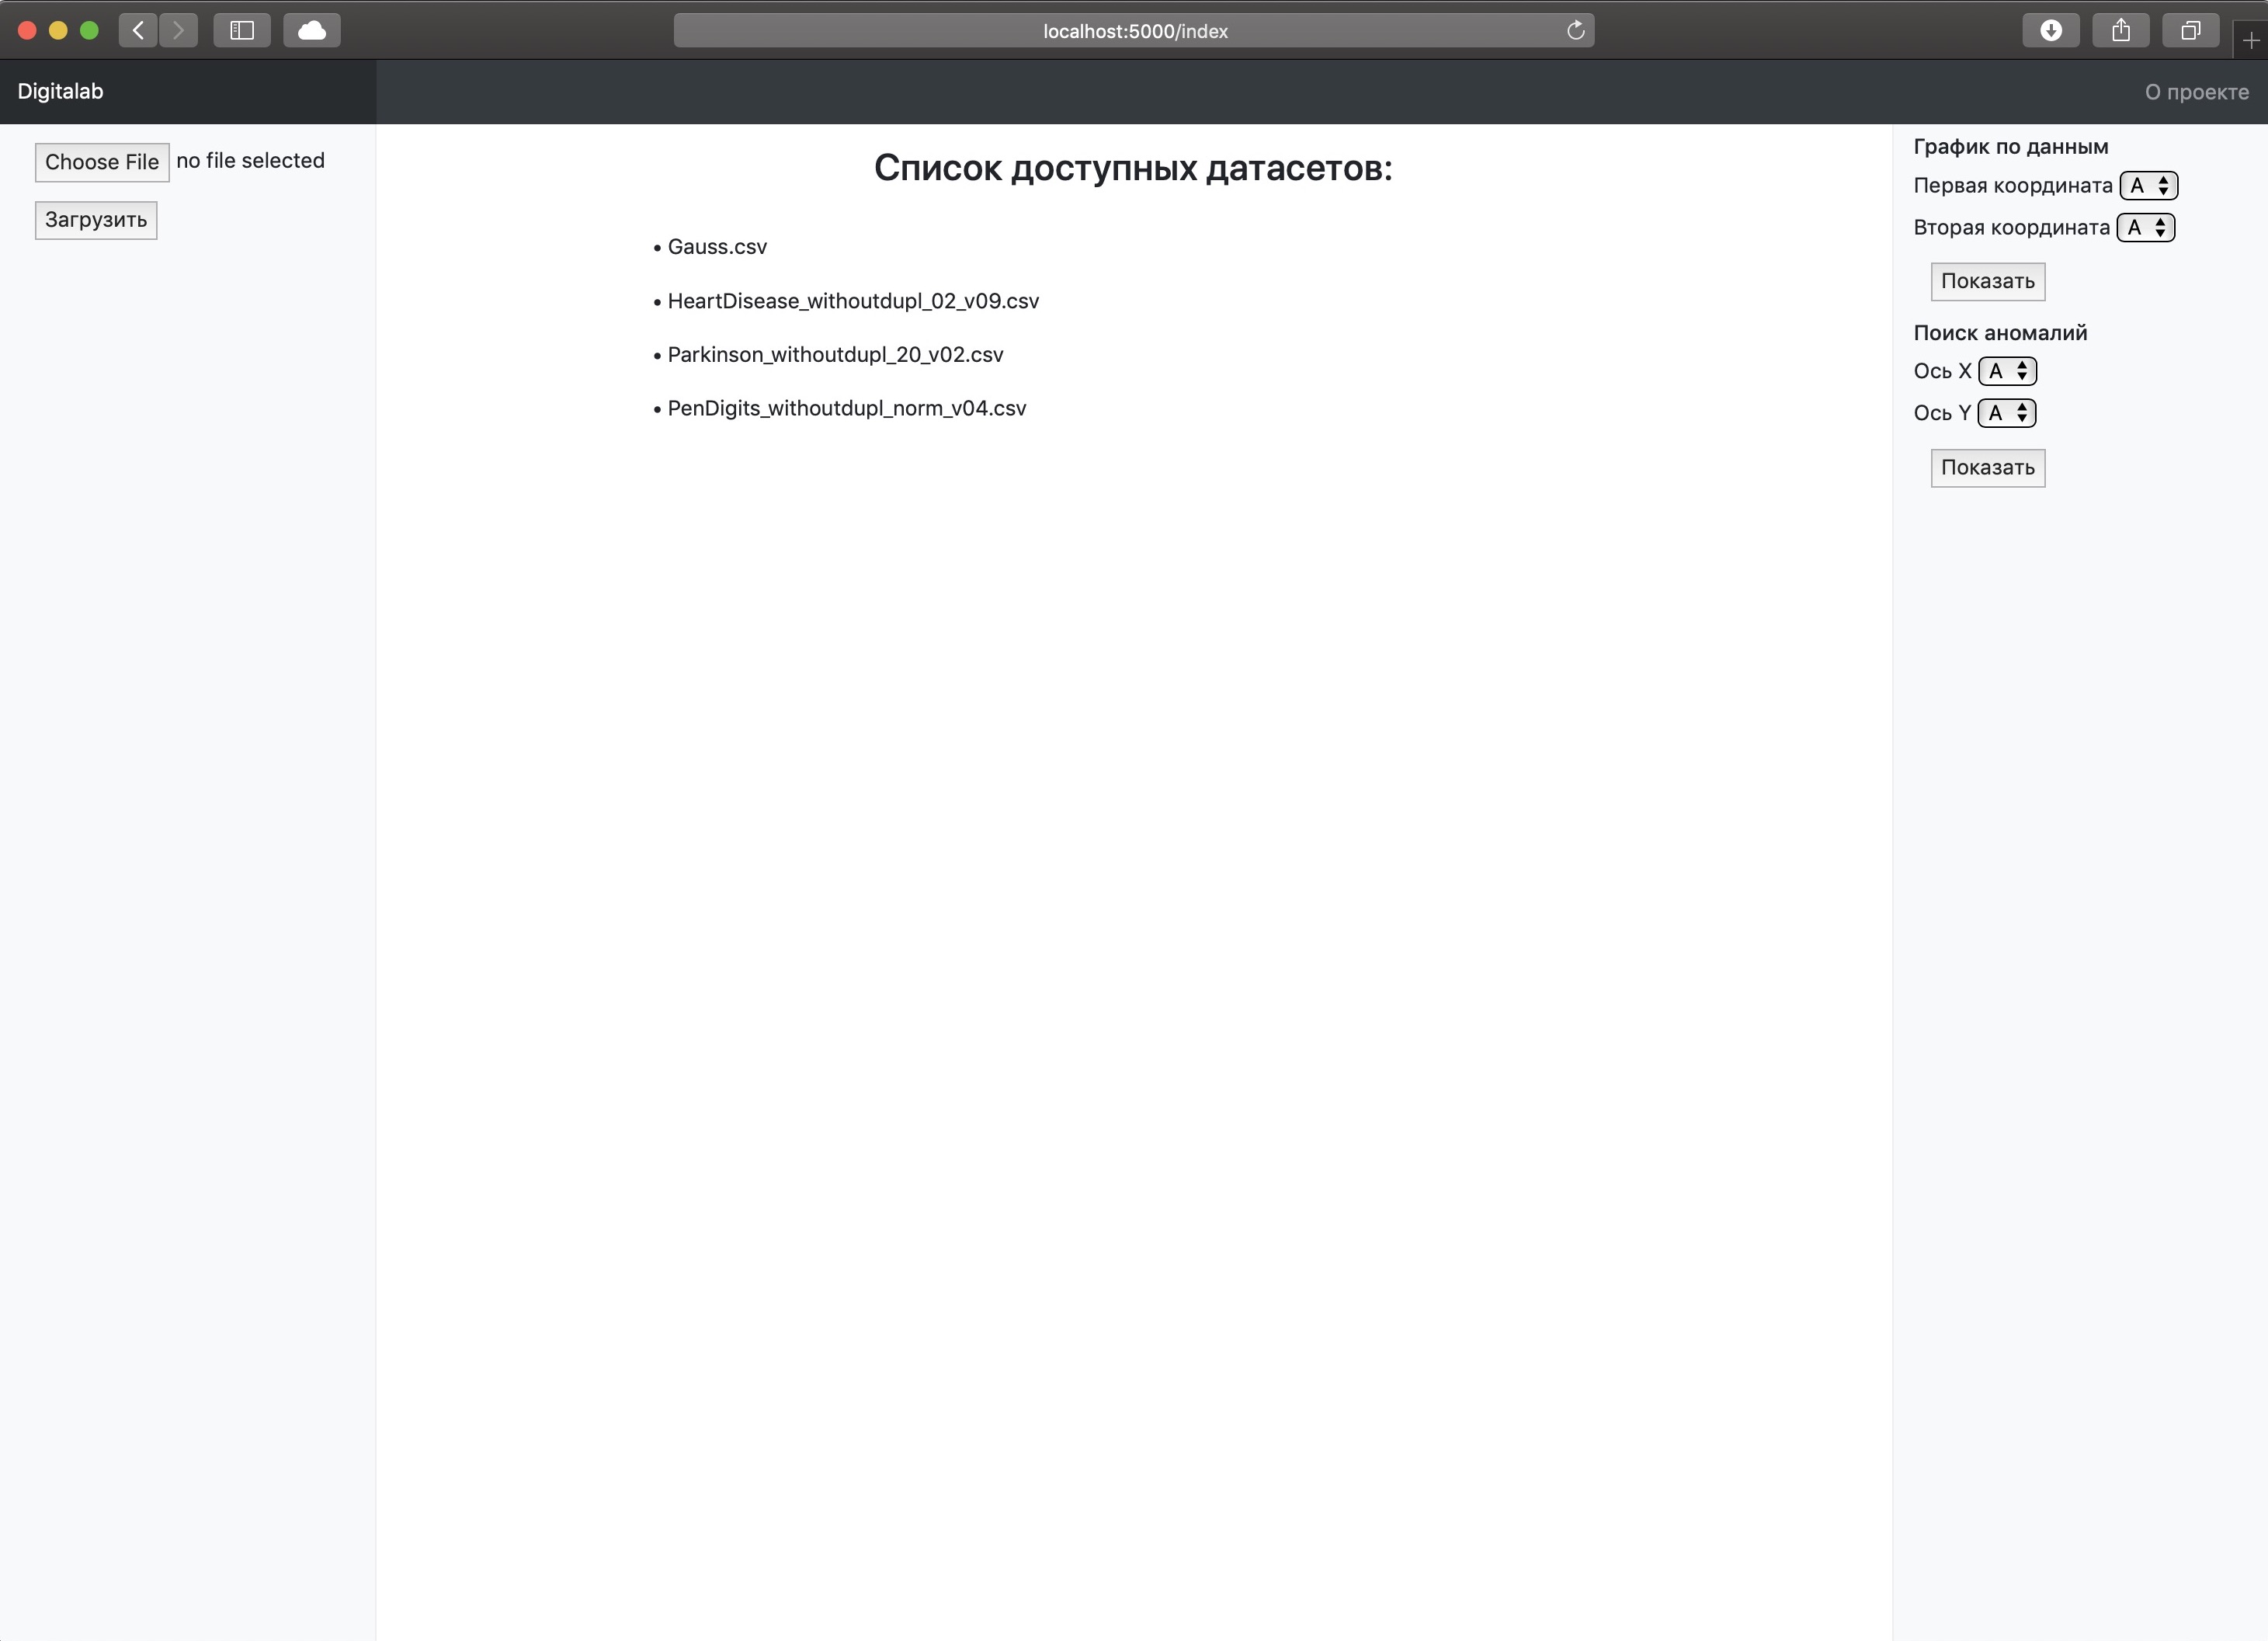 localhost:5000/index
Digitalab
О проекте
Choose File no file selected
Загрузить
Список доступных датасетов:
• Gauss.csv
• HeartDisease_withoutdupl_02_v09.csv
• Parkinson_withoutdupl_20_v02.csv
• PenDigits_withoutdupl_norm_v04.csv
График по данным
Первая координата A
Вторая координата A
Показать
Поиск аномалий
Ось X A
Ось Y A
Показать